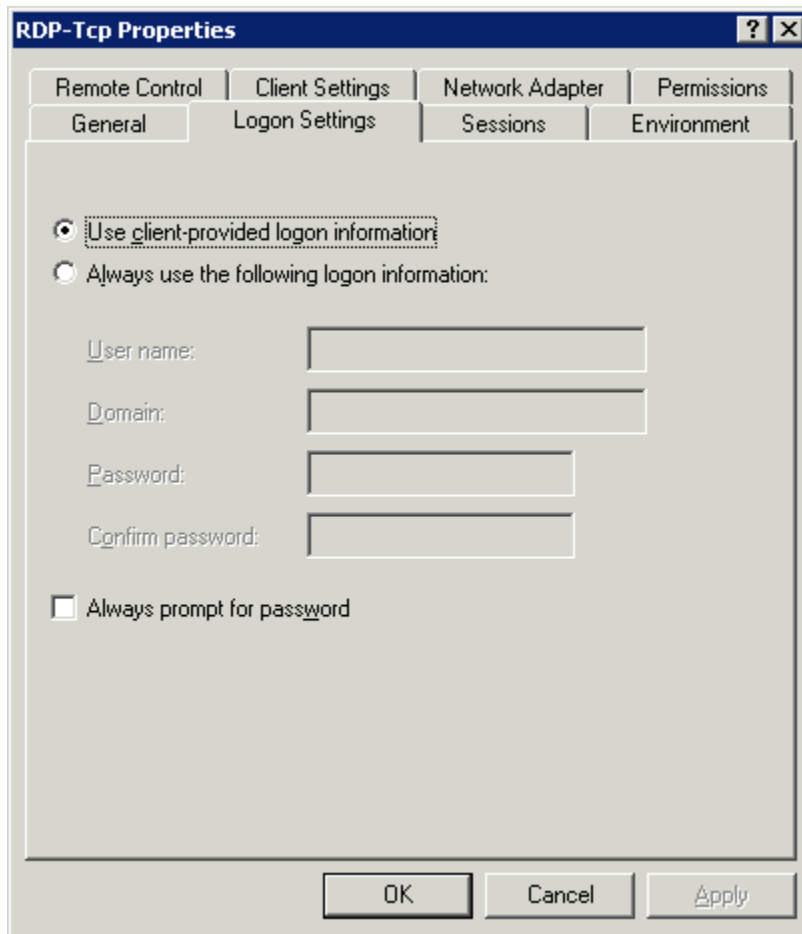 RDP-Tcp Properties
Remote Control Client Settings Network Adapter Permissions
General Logon Settings Sessions Environment
Use client-provided logon information
Always use the following logon information:
User name:
Domain:
Password:
Confirm password:
Always prompt for password
OK Cancel Apply